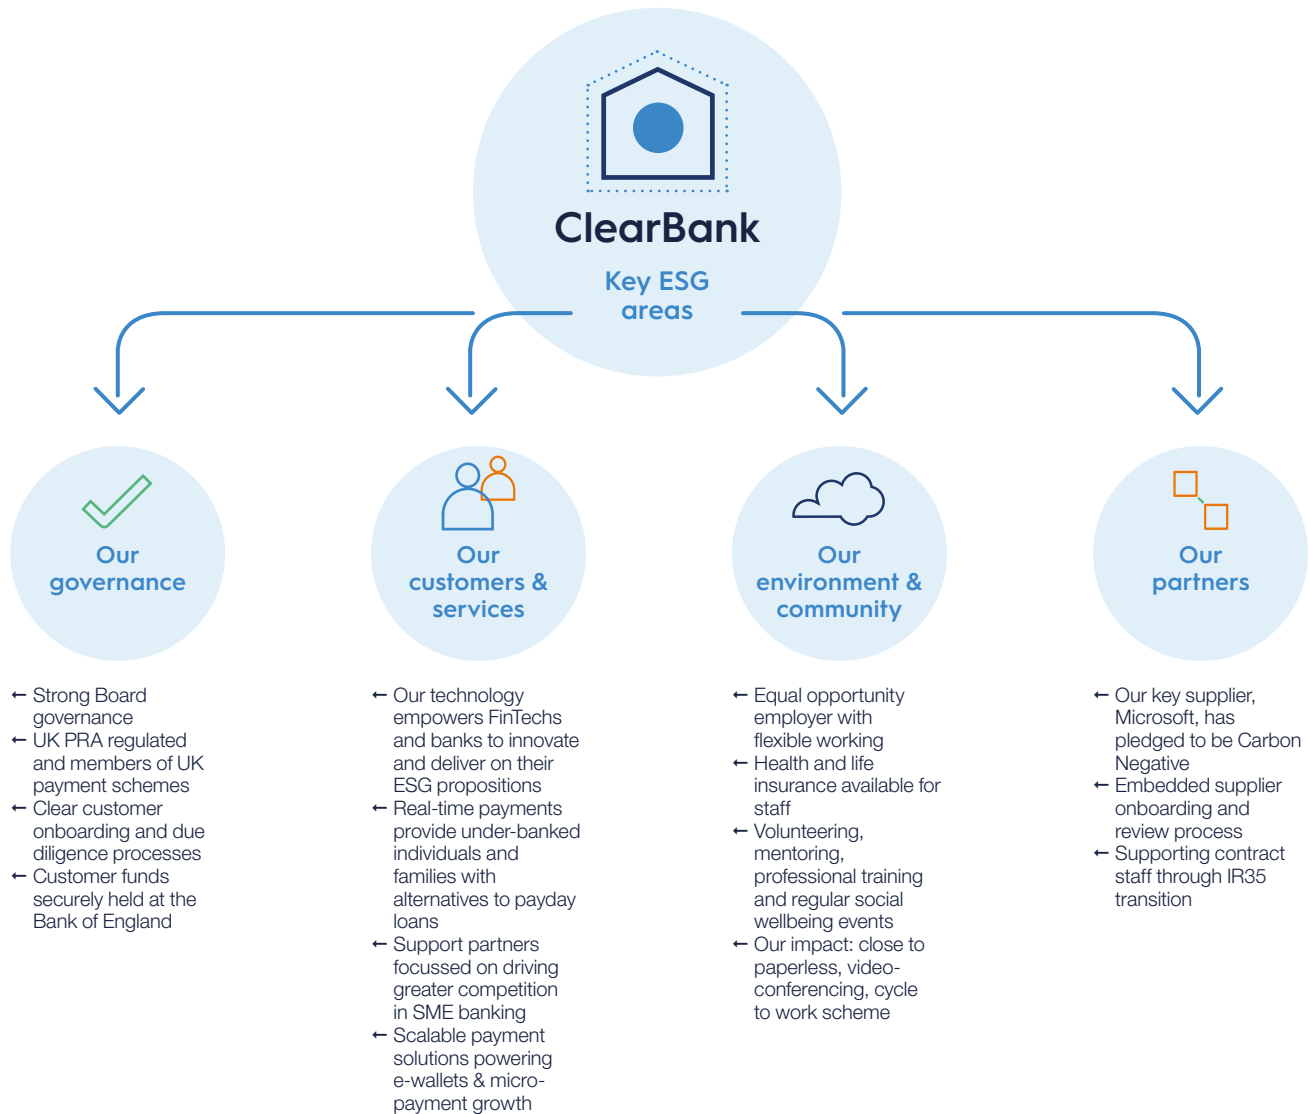 ClearBank
Key ESG
areas
Our
governance
← Strong Board
governance
← UK PRA regulated
and members of UK
payment schemes
← Clear customer
onboarding and due
diligence processes
← Customer funds
securely held at the
Bank of England
Our
customers &
services
← Our technology
empowers FinTechs
and banks to innovate
and deliver on their
ESG propositions
← Real-time payments
provide under-banked
individuals and
families with
alternatives to payday
loans
← Support partners
focussed on driving
greater competition
in SME banking
← Scalable payment
solutions powering
e-wallets & micro-
payment growth
Our
environment &
community
← Equal opportunity
employer with
flexible working
← Health and life
insurance available for
staff
← Volunteering,
mentoring,
professional training
and regular social
wellbeing events
← Our impact: close to
paperless, video-
conferencing, cycle
to work scheme
Our
partners
← Our key supplier,
Microsoft, has
pledged to be Carbon
Negative
← Embedded supplier
onboarding and
review process
← Supporting contract
staff through IR35
transition